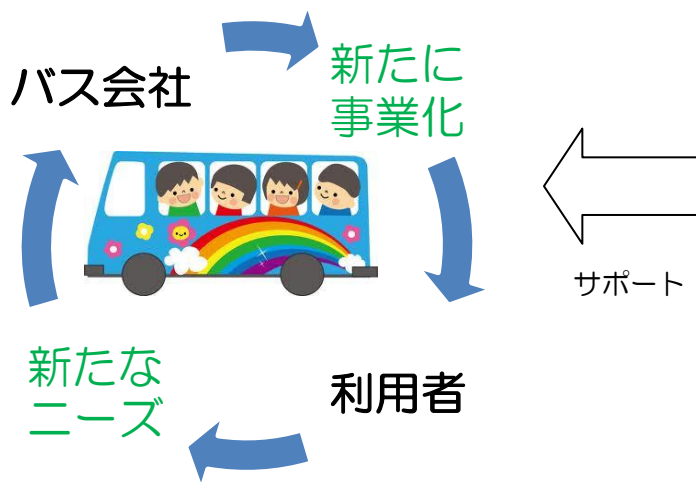 バス会社
新たに
事業化
サポート
利用者
新たな
ニーズ